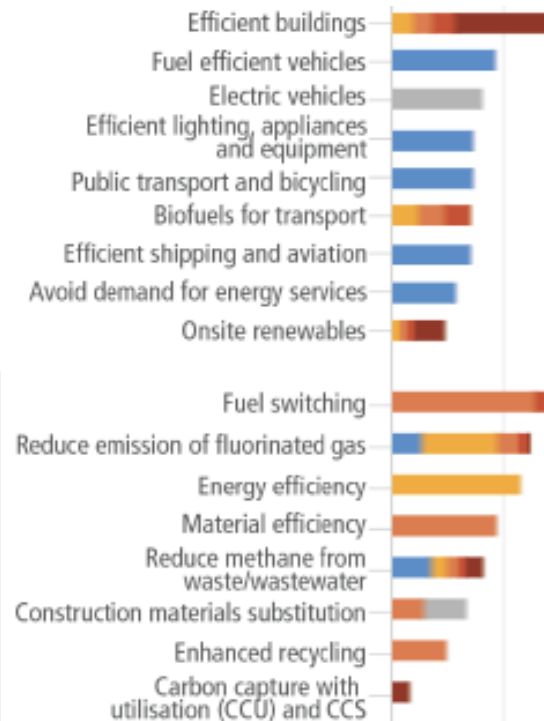 Efficient buildings
Fuel efficient vehicles
Electric vehicles
Efficient lighting, appliances
and equipment
Public transport and bicycling
Biofuels for transport
Efficient shipping and aviation
Avoid demand for energy services
Onsite renewables
Fuel switching
Reduce emission of fluorinated gas
Energy efficiency
Material efficiency
Reduce methane from
waste/wastewater
Construction materials substitution
Enhanced recycling
Carbon capture with
utilisation (CCU) and CCS